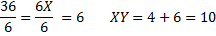 36/6 = 6X/6 = 6 XY = 4 + 6 = 10